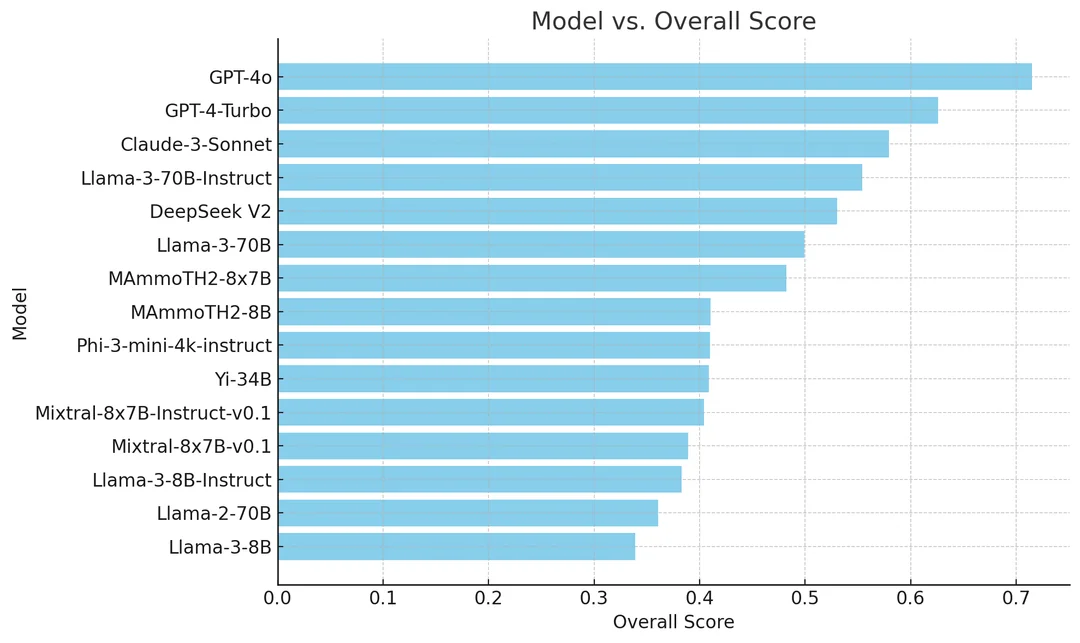 Model vs. Overall Score
GPT-4o
GPT-4-Turbo
Claude-3-Sonnet
Llama-3-70B-Instruct
DeepSeek V2
Llama-3-70B
MAmmoTH2-8x7B
MAmmoTH2-8B
Phi-3-mini-4k-instruct
Yi-34B
Mixtral-8x7B-Instruct-v0.1
Mixtral-8x7B-v0.1
Llama-3-8B-Instruct
Llama-2-70B
Llama-3-8B
Model
0.0 0.1 0.2 0.3 0.4 0.5 0.6 0.7
Overall Score